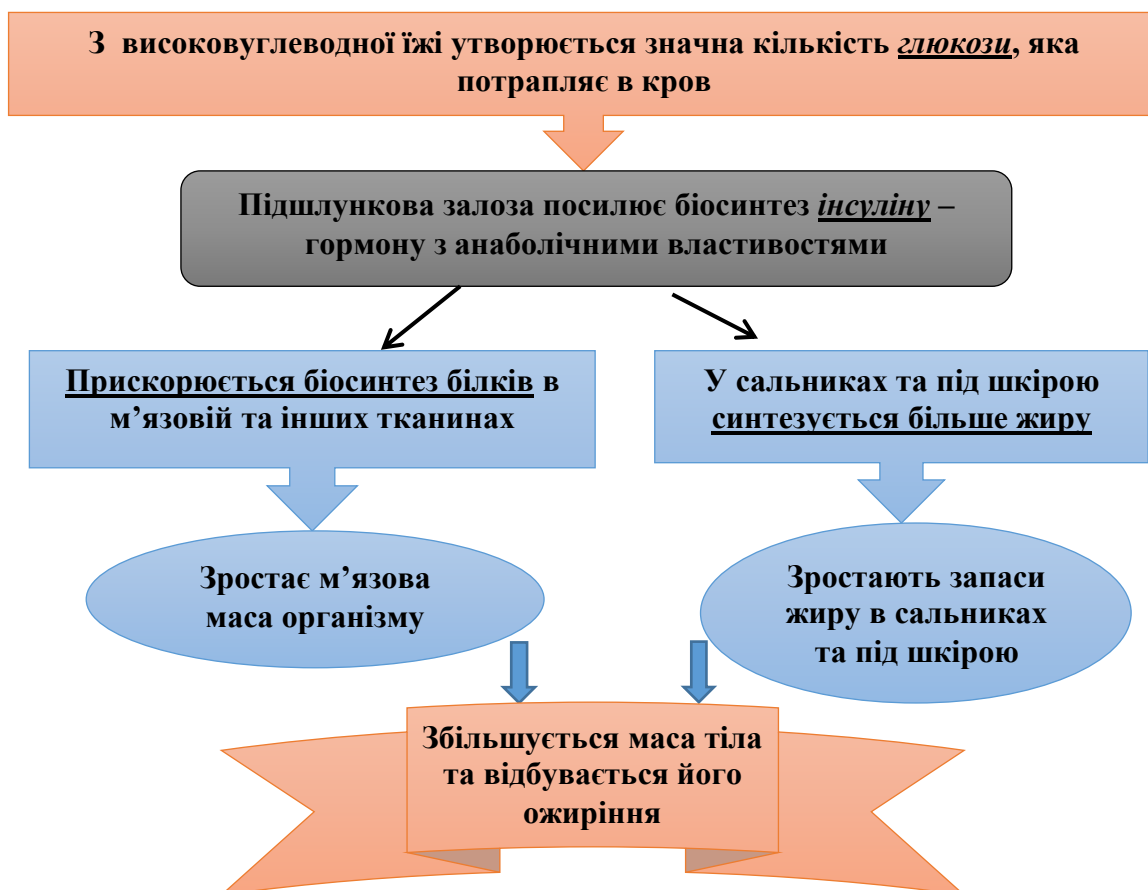 З високовуглеводної їжі утворюється значна кількість глюкози, яка
потрапляє в кров
Підшлункова залоза посилює біосинтез інсуліну –
гормону з анаболічними властивостями
Прискорюється біосинтез білків в
м’язовій та інших тканинах
У сальниках та під шкірою
синтезується більше жиру
Зростає м’язова
маса організму
Зростають запаси
жиру в сальниках
та під шкірою
Збільшується маса тіла
та відбувається його
ожиріння